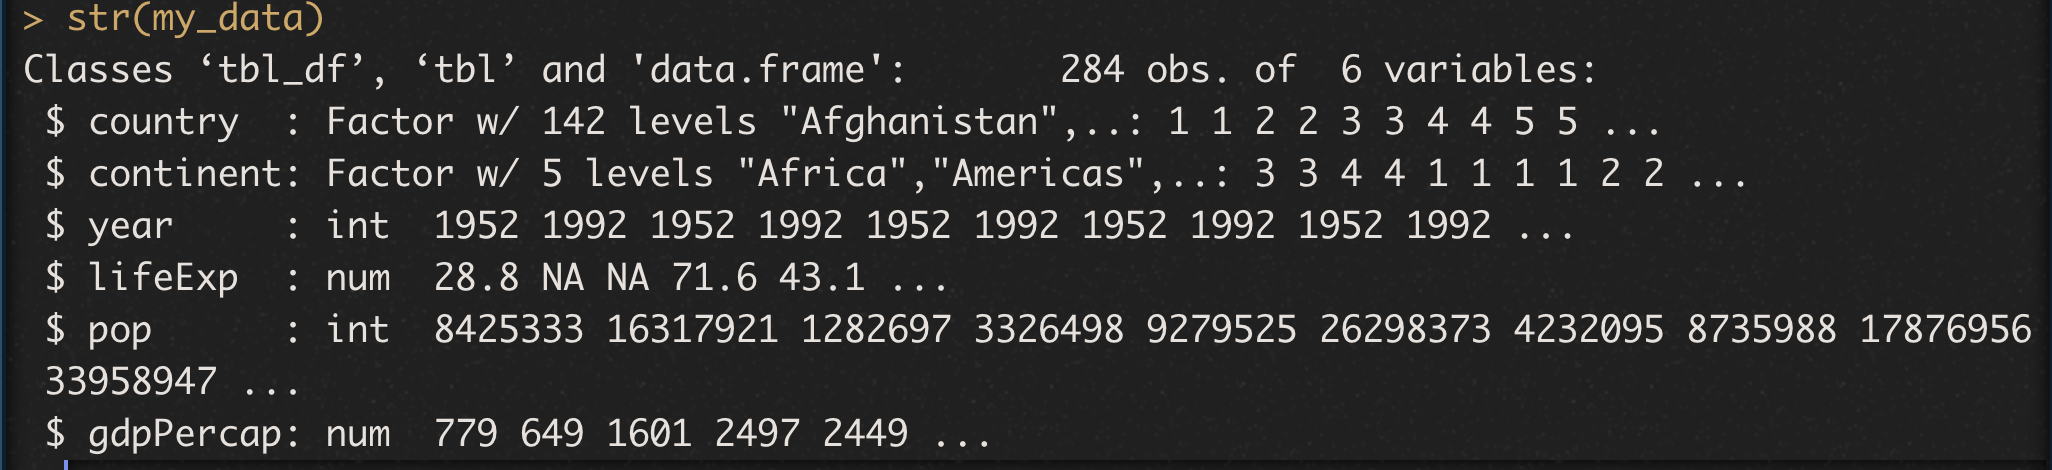 > str(my_data)
Classes ‘tbl_df’, ‘tbl’ and 'data.frame':	284 obs. of  6 variables:
 $ country  : Factor w/ 142 levels "Afghanistan",..: 1 1 2 2 3 3 4 4 5 5 ...
 $ continent: Factor w/ 5 levels "Africa","Americas",..: 3 3 4 4 1 1 1 1 2 2 ...
 $ year     : int  1952 1992 1952 1992 1952 1992 1952 1992 1952 1992 ...
 $ lifeExp  : num  28.8 NA NA 71.6 43.1 ...
 $ pop      : int  8425333 16317921 1282697 3326498 9279525 26298373 4232095 8735988 17876956
 33958947 ...
 $ gdpPercap: num  779 649 1601 2497 2449 ...